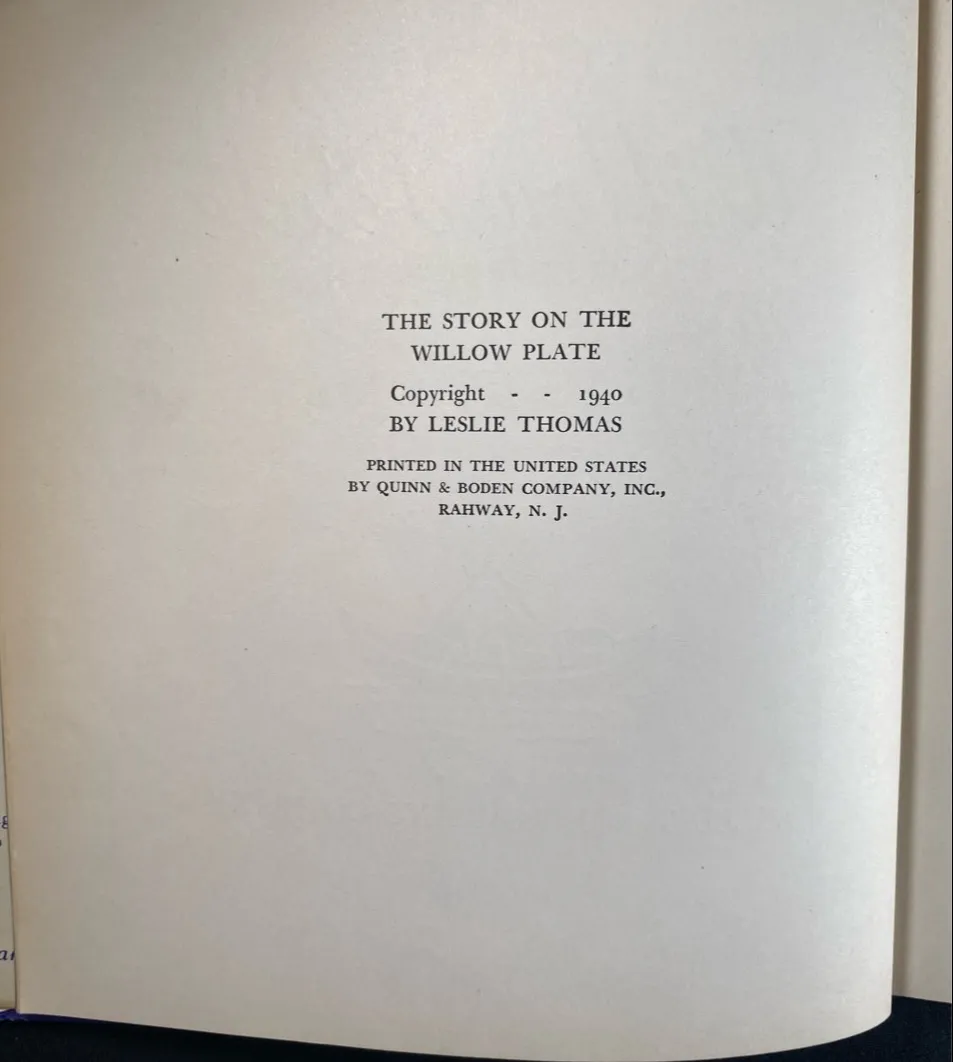 THE STORY ON THE
WILLOW PLATE
Copyright - - 1940
BY LESLIE THOMAS
PRINTED IN THE UNITED STATES
BY QUINN & BODEN COMPANY, INC.,
RAHWAY, N. J.